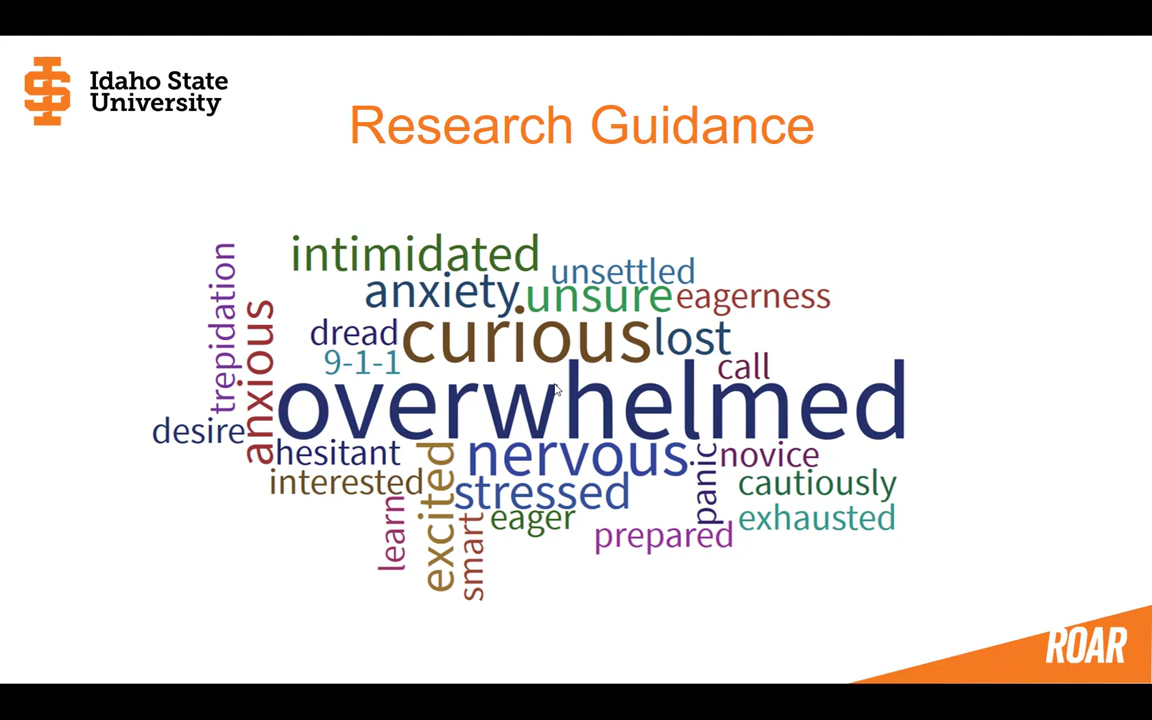 Idaho State
University
Research Guidance
intimidated
unsettled
trepidation
anxiety
unsure
eagerness
anxious
dread
curious
lost
9-1-1
call
overwhelmed
desire
hesitant
nervous
panic
novice
interested
excited
stressed
cautiously
learn
smart
eager
prepared
exhausted
ROAR